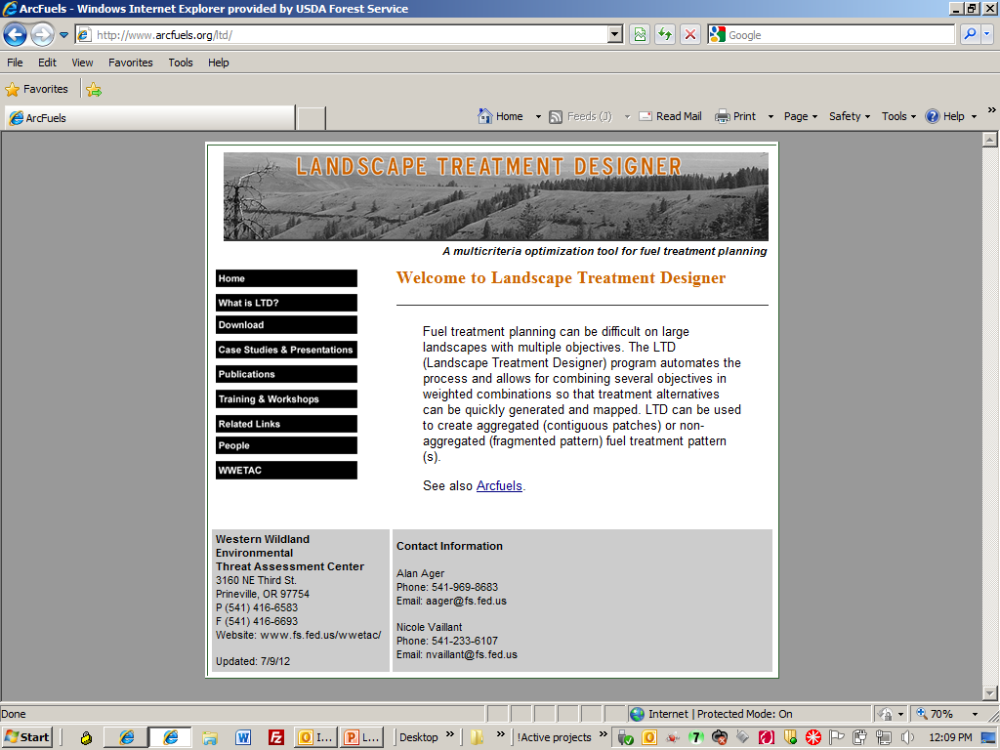 ArcFuels - Windows Internet Explorer provided by USDA Forest Service
http://www.arcfuels.org/ltd/
Google
File Edit View Favorites Tools Help
Favorites
ArcFuels
Home Feeds (J) Read Mail Print Page Safety Tools Help »
LANDSCAPE TREATMENT DESIGNER
A multicriteria optimization tool for fuel treatment planning
Home
What is LTD?
Download
Case Studies & Presentations
Publications
Training & Workshops
Related Links
People
WWETAC
Welcome to Landscape Treatment Designer
Fuel treatment planning can be difficult on large
landscapes with multiple objectives. The LTD
(Landscape Treatment Designer) program automates the
process and allows for combining several objectives in
weighted combinations so that treatment alternatives
can be quickly generated and mapped. LTD can be used
to create aggregated (contiguous patches) or non-
aggregated (fragmented pattern) fuel treatment pattern
(s).
See also Arcfuels.
Western Wildland
Environmental
Threat Assessment Center
3160 NE Third St.
Prineville, OR 97754
P (541) 416-6583
F (541) 416-6693
Website: www.fs.fed.us/wwetac/
Updated: 7/9/12
Contact Information
Alan Ager
Phone: 541-969-8683
Email: aager@fs.fed.us
Nicole Vaillant
Phone: 541-233-6107
Email: nvaillant@fs.fed.us
Done
Internet | Protected Mode: On
70%
Start
I...
L...
Desktop »
»
!Active projects »
12:09 PM